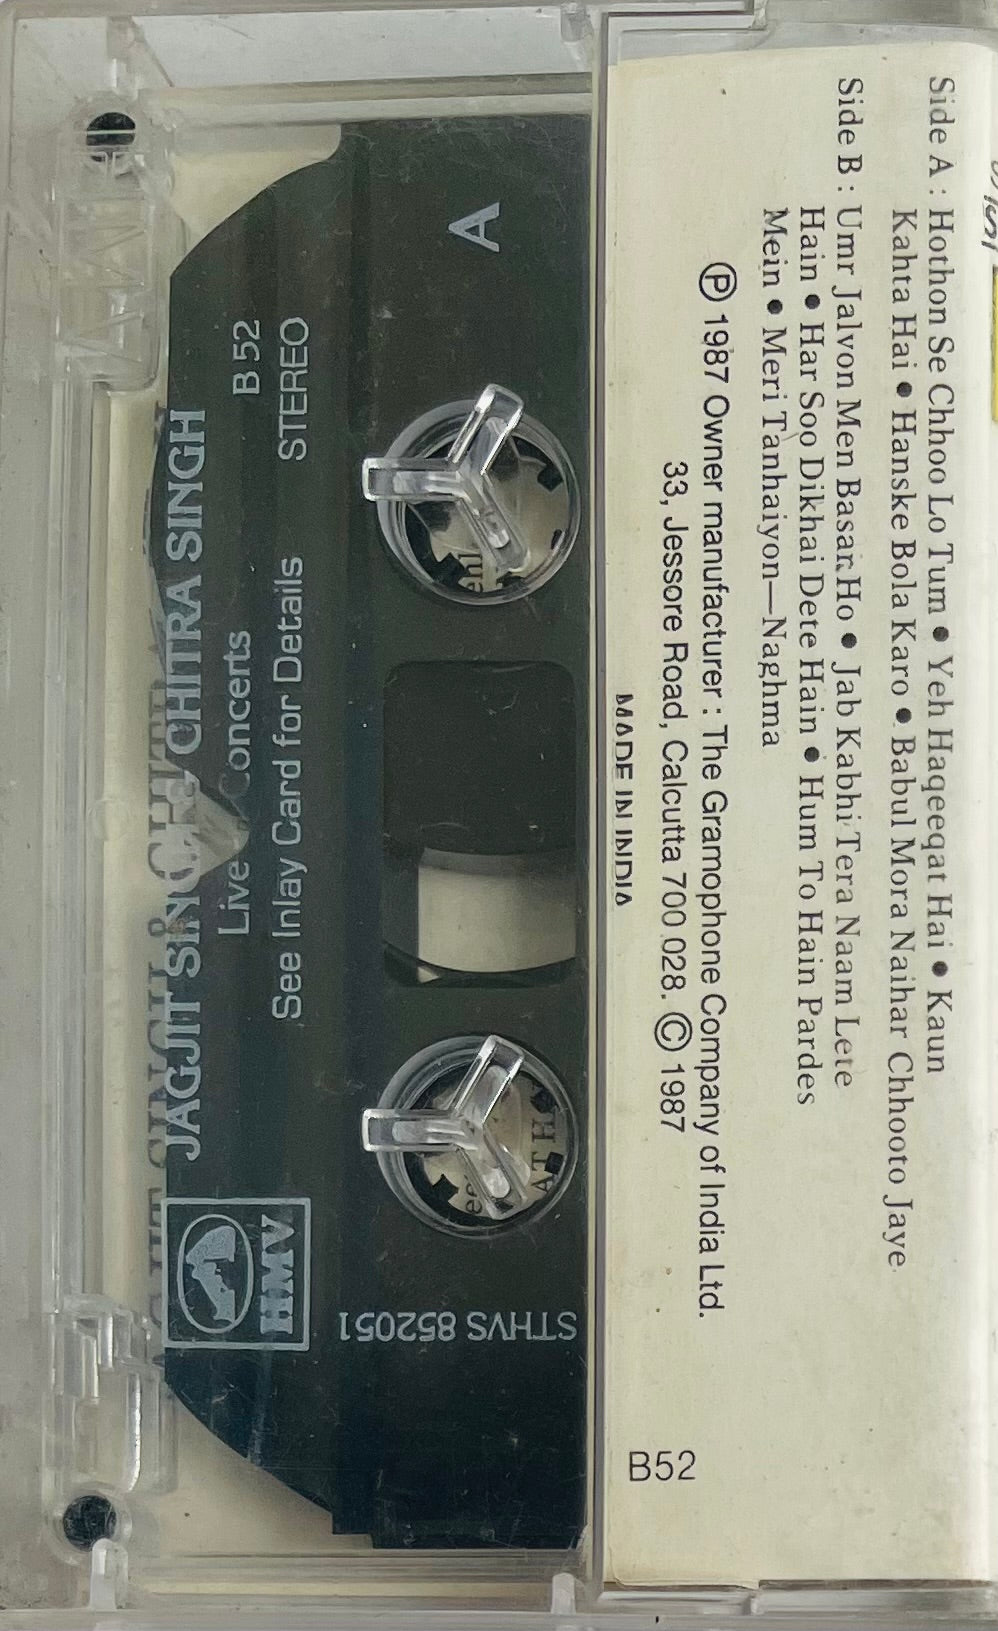 Side A : Hothon Se Chhoo Lo Tum ● Yeh Haqeeqat Hai ● Kaun
Kahta Hai ● Hanske Bola Karo ● Babul Mora Naihar Chhooto Jaye
Side B : Umr Jalvon Men Basar Ho ● Jab Kabhi Tera Naam Lete
Hain ● Har Soo Dikhai Dete Hain ● Hum To Hain Pardes
Mein ● Meri Tanhaiyon—Naghma
Ⓟ 1987 Owner manufacturer : The Gramophone Company of India Ltd.
33, Jessore Road, Calcutta 700 028. © 1987
MADE IN INDIA
B52
A
JAGJIT SINGH & CHITRA SINGH
Live Concerts B 52
See Inlay Card for Details STEREO
HMV
STHVS 852051